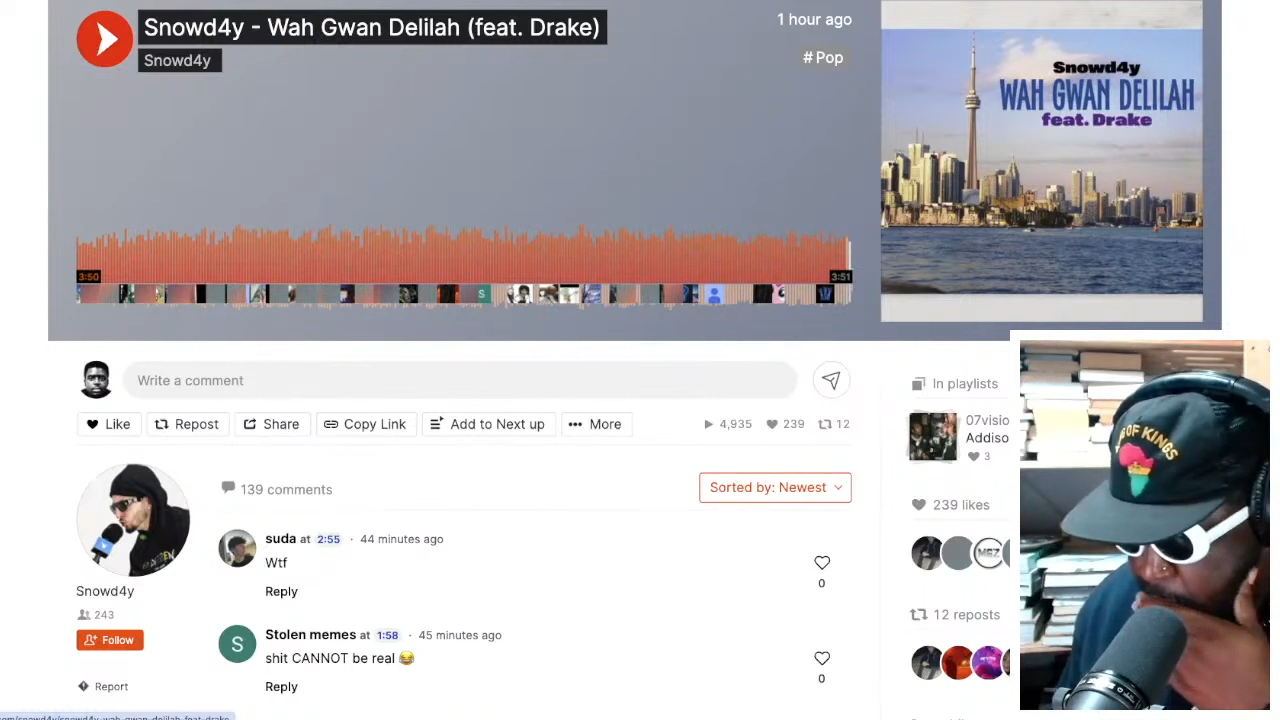 Snowd4y - Wah Gwan Delilah (feat. Drake)
Snowd4y
1 hour ago
# Pop
Snowd4y
WAH GWAN DELILAH
feat. Drake
3:50
3:51
S
Write a comment
Like
Repost
Share
Copy Link
Add to Next up
More
4,935
239
12
In playlists
07visio
Addiso
3
139 comments
Sorted by: Newest
239 likes
suda at 2:55 · 44 minutes ago
Wtf
Reply
0
Snowd4y
243
Follow
12 reposts
S
Stolen memes at 1:58 · 45 minutes ago
shit CANNOT be real 😂
Reply
0
Report
OF KINGS